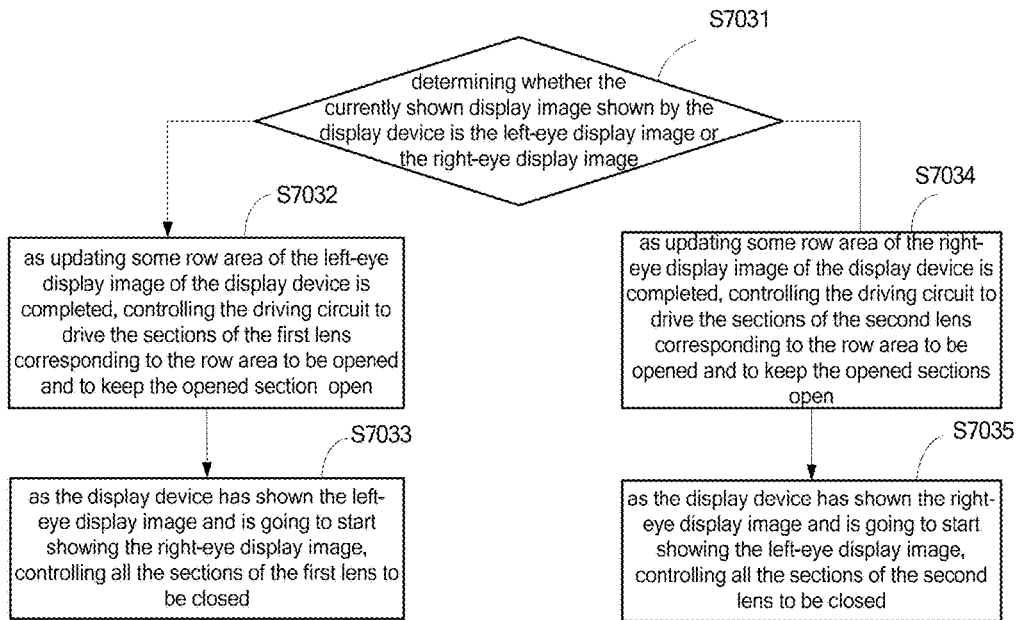 S7031
determining whether the
currently shown display image shown by the
display device is the left-eye display image or
the right-eye display image
S7032
as updating some row area of the left-eye
display image of the display device is
completed, controlling the driving circuit to
drive the sections of the first lens
corresponding to the row area to be opened
and to keep the opened section open
S7033
as the display device has shown the left-
eye display image and is going to start
showing the right-eye display image,
controlling all the sections of the first lens to
be closed
S7034
as updating some row area of the right-
eye display image of the display device is
completed, controlling the driving circuit to
drive the sections of the second lens
corresponding to the row area to be
opened and to keep the opened sections
open
S7035
as the display device has shown the right-
eye display image and is going to start
showing the left-eye display image,
controlling all the sections of the second
lens to be closed